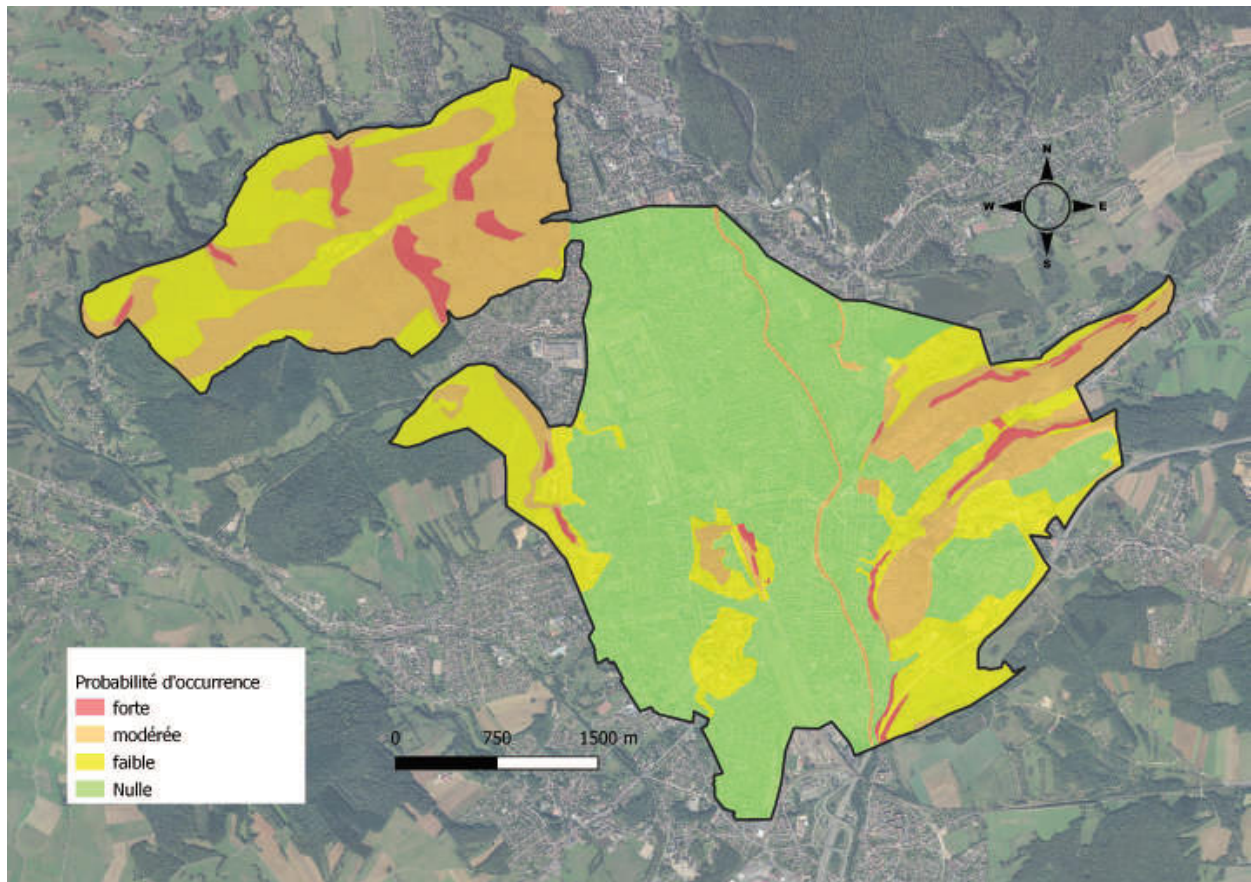 N
W E
S
Probabilité d'occurrence
forte
modérée
faible
Nulle
0 750 1500 m